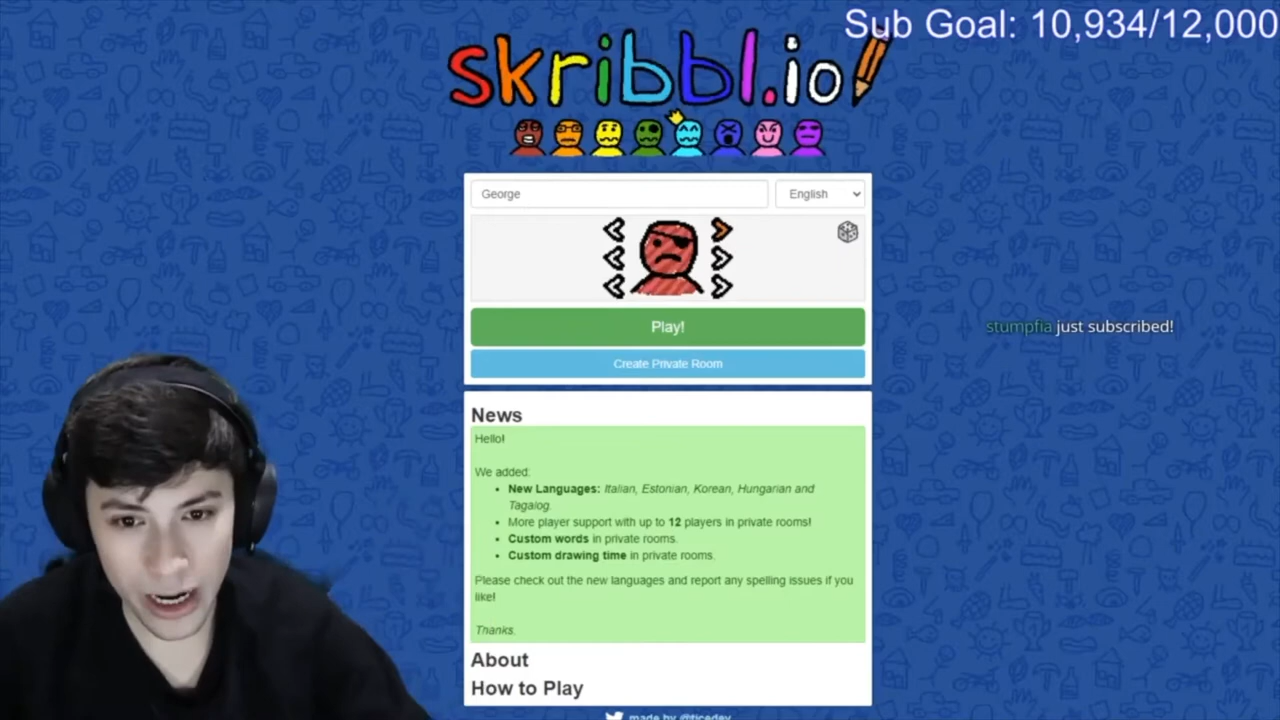 Sub Goal: 10,934/12,000
skribbl.io
George
English
Play!
stumpfia just subscribed!
Create Private Room
News
Hello!
We added:
New Languages: Italian, Estonian, Korean, Hungarian and
Tagalog.
More player support with up to 12 players in private rooms!
Custom words in private rooms.
Custom drawing time in private rooms.
Please check out the new languages and report any spelling issues if you
like!
Thanks.
About
How to Play
made by @ticedev